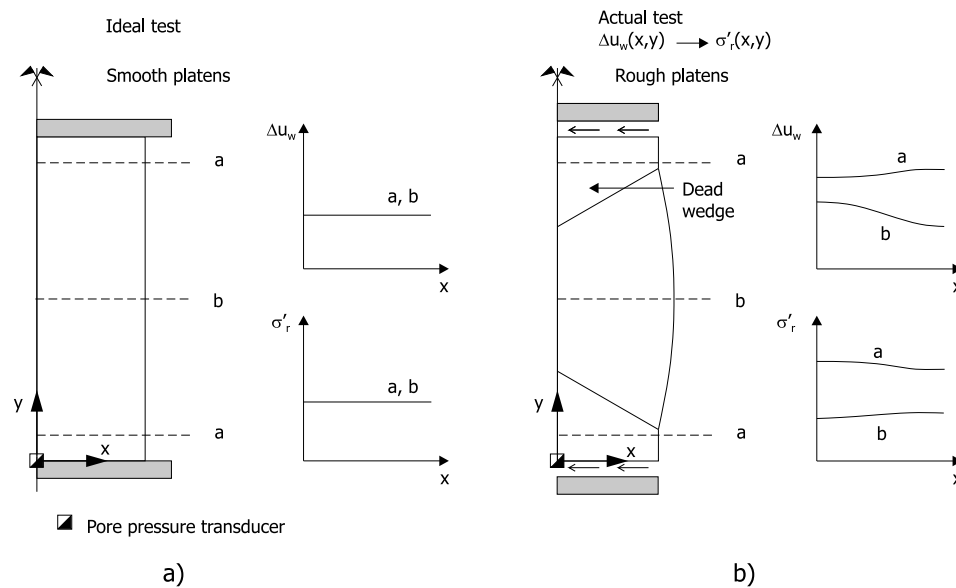 Ideal test
Smooth platens
Δu_w
a
a, b
x
b
σ'_r
a, b
y
a
x
x
Pore pressure transducer
a)
Actual test
Δu_w(x,y) → σ'_r(x,y)
Rough platens
Δu_w
a
a
Dead
wedge
b
x
b
σ'_r
a
y
a
b
x
x
b)